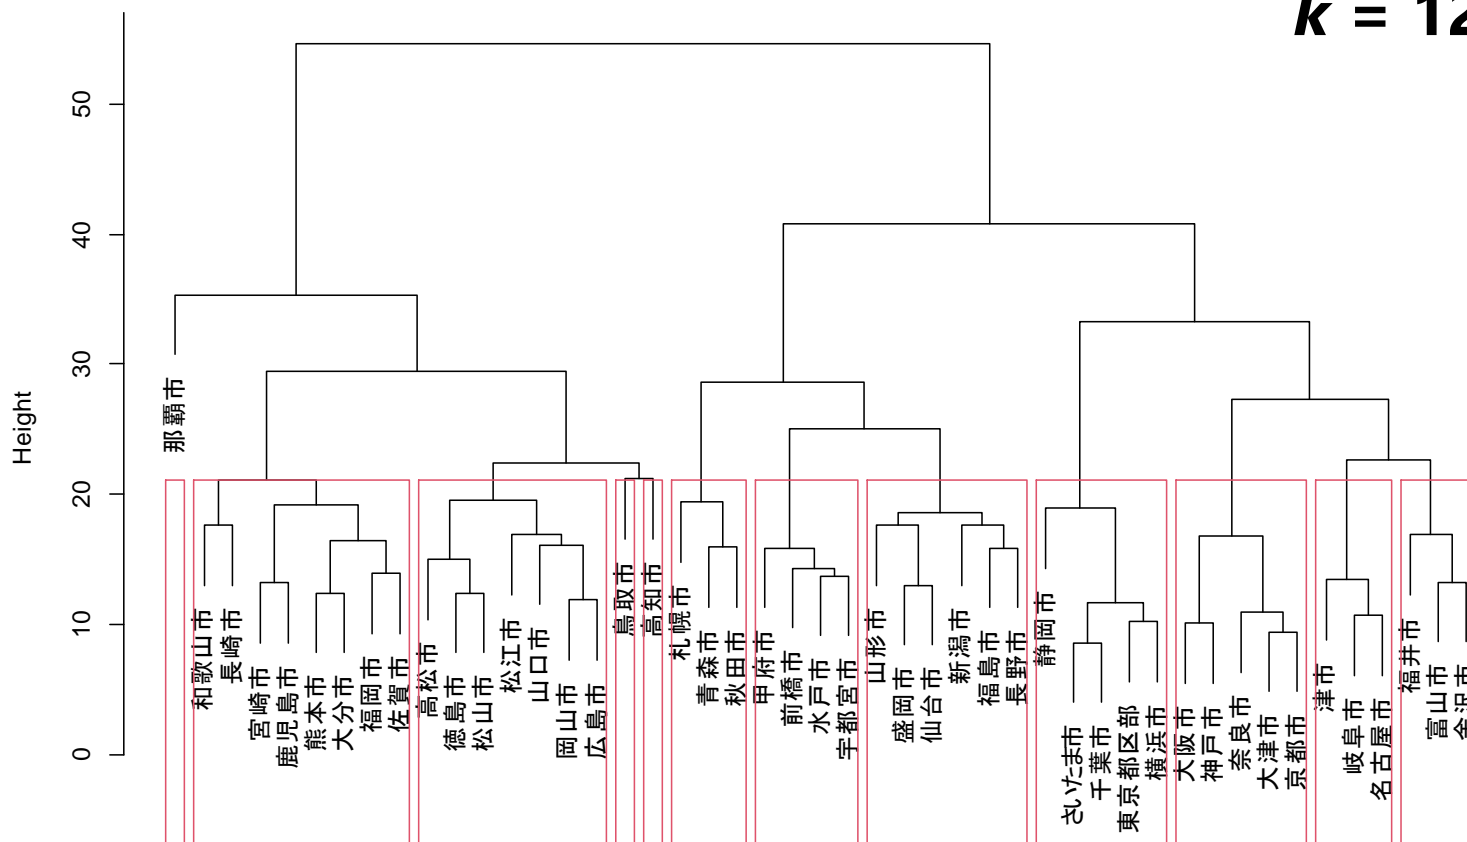 k = 12
50
40
30
20
10
0
Height
那覇市
和歌山市
長崎市
宮崎市
鹿児島市
熊本市
大分市
福岡市
佐賀市
高松市
徳島市
松山市
松江市
山口市
岡山市
広島市
鳥取市
高知市
札幌市
青森市
秋田市
甲府市
前橋市
水戸市
宇都宮市
山形市
盛岡市
仙台市
新潟市
福島市
長野市
静岡市
さいたま市
千葉市
東京都区部
横浜市
大阪市
神戸市
奈良市
大津市
京都市
津市
岐阜市
名古屋市
福井市
富山市
金沢市